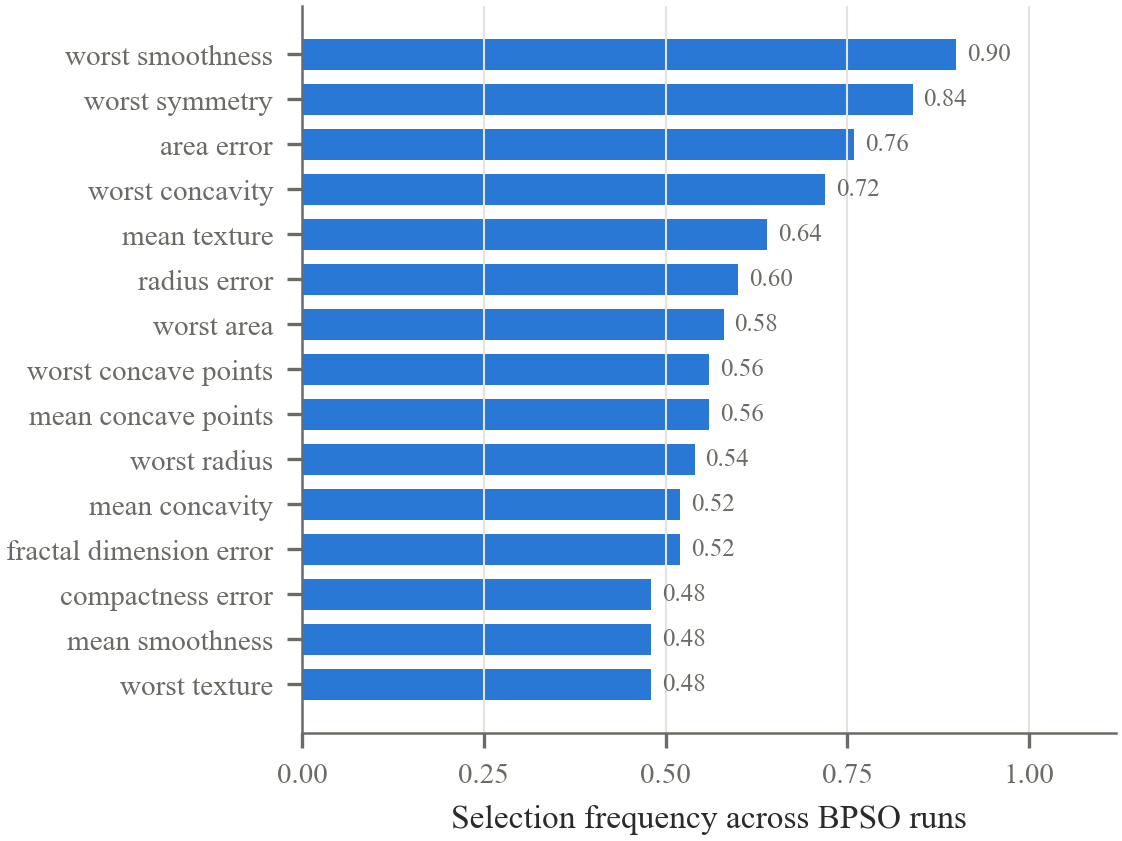 worst smoothness 0.90
worst symmetry 0.84
area error 0.76
worst concavity 0.72
mean texture 0.64
radius error 0.60
worst area 0.58
worst concave points 0.56
mean concave points 0.56
worst radius 0.54
mean concavity 0.52
fractal dimension error 0.52
compactness error 0.48
mean smoothness 0.48
worst texture 0.48
0.00 0.25 0.50 0.75 1.00
Selection frequency across BPSO runs